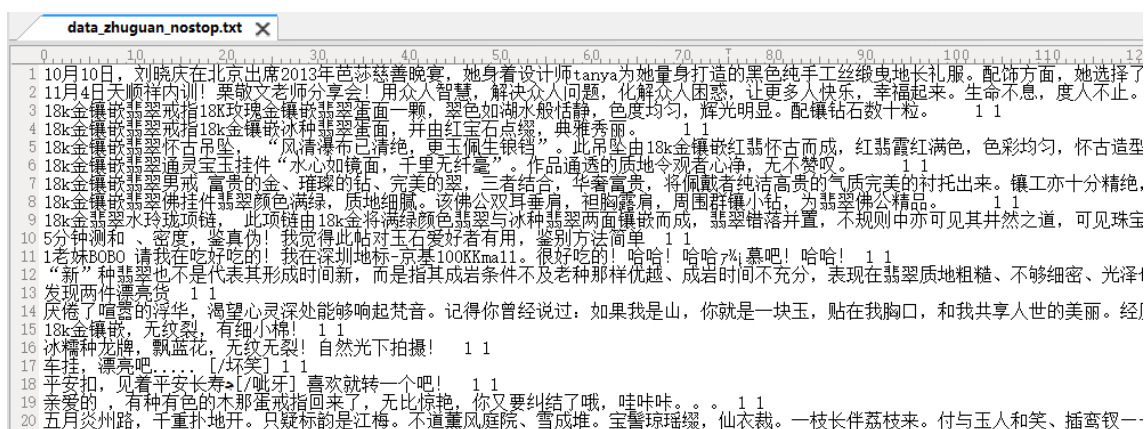 data_zhuguan_nostop.txt X
0 10 20 30 40 50 60 70 80 90 100 110 12
1 10月10日，刘晓庆在北京出席2013年芭莎慈善晚宴，她身着设计师tanya为她量身打造的黑色纯手工丝缎曳地长礼服。配饰方面，她选择了
2 11月4日天顺祥内训！英敬文老师分享会！用众人智慧，解决众人问题，化解众人困惑，让更多人快乐，幸福起来。生命不息，度人不止。
3 18k金镶嵌翡翠戒指18K玫瑰金镶嵌翡翠蛋面一颗，翠色如湖水般恬静，色度均匀，辉光明显。配镶钻石数十粒。 1 1
4 18k金镶嵌翡翠戒指18k金镶嵌冰种翡翠蛋面，并由红宝石点缀，典雅秀丽。 1 1
5 18k金镶嵌翡翠怀古吊坠，“风清瀑布已清绝，更玉佩生锒铛”。此吊坠由18k金镶嵌红翡怀古而成，红翡霞红满色，色彩均匀，怀古造型
6 18k金镶嵌翡翠通灵宝玉挂件“水心如镜面，千里无纤毫”。作品通透的质地令观者心净，无不赞叹。 1 1
7 18k金镶嵌翡翠男戒 富贵的金、璀璨的钻、完美的翠，三者结合，华奢富贵，将佩戴者纯洁高贵的气质完美的衬托出来。镶工亦十分精绝，
8 18k金镶嵌翡翠佛挂件翡翠颜色满绿，质地细腻。该佛公双耳垂肩，袒胸露肩，周围群镶小钻，为翡翠佛公精品。 1 1
9 18k金翡翠水玲珑项链， 此项链由18k金将满绿颜色翡翠与冰种翡翠两面镶嵌而成，翡翠错落并置，不规则中亦可见其井然之道，可见珠宝
10 5分钟测和 、密度，鉴真伪！我觉得此帖对玉石爱好者有用，鉴别方法简单 1 1
11 1老妹BOBO 请我在吃好吃的！我在深圳地标-京基100KKmall。很好吃的！哈哈！哈哈 慕吧！哈哈！ 1 1
12 “新”种翡翠也不是代表其形成时间新，而是指其成岩条件不及老种那样优越、成岩时间不充分，表现在翡翠质地粗糙、不够细密、光泽
13 发现两件漂亮货 1 1
14 厌倦了喧嚣的浮华，渴望心灵深处能够响起梵音。记得你曾经说过：如果我是山，你就是一块玉，贴在我胸口，和我共享人世的美丽。经
15 18k金镶嵌，无纹裂，有细小棉！ 1 1
16 冰糯种龙牌，飘蓝花，无纹无裂！自然光下拍摄！ 1 1
17 车挂，漂亮吧..... [/坏笑] 1 1
18 平安扣，见着平安长寿>[/呲牙] 喜欢就转一个吧！ 1 1
19 亲爱的 ，有种有色的木那蛋戒指回来了，无比惊艳，你又要纠结了哦，哇咔咔。。。 1 1
20 五月炎州路，千重扑地开。只疑标韵是江梅。不道薰风庭院、雪成堆。宝髻琼瑶缀，仙衣裁。一枝长伴荔枝来。付与玉人和笑、插鸾钗一